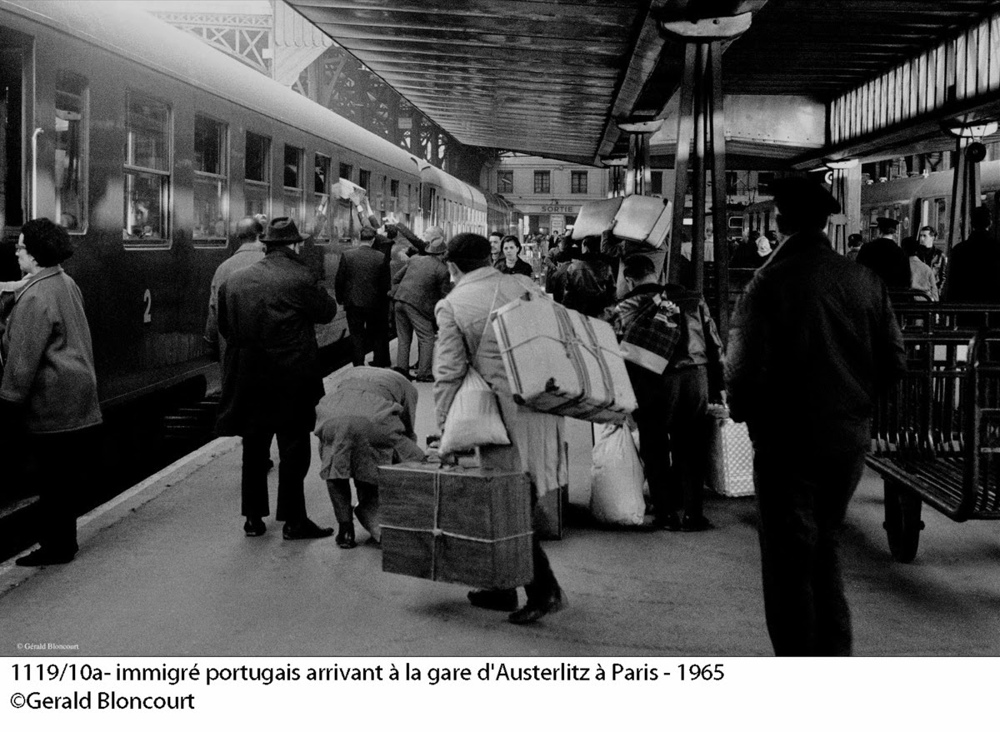 SORTIE
2
© Gérald Bloncourt
1119/10a- immigré portugais arrivant à la gare d'Austerlitz à Paris - 1965
©Gerald Bloncourt